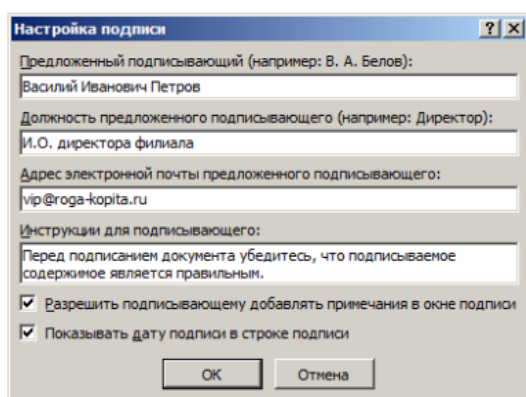 Настройка подписи
Предложенный подписывающий (например: В. А. Белов):
Василий Иванович Петров
Должность предложенного подписывающего (например: Директор):
И.О. директора филиала
Адрес электронной почты предложенного подписывающего:
vip@roga-kopita.ru
Инструкции для подписывающего:
Перед подписанием документа убедитесь, что подписываемое
содержимое является правильным.
Разрешить подписывающему добавлять примечания в окне подписи
Показывать дату подписи в строке подписи
ОК
Отмена